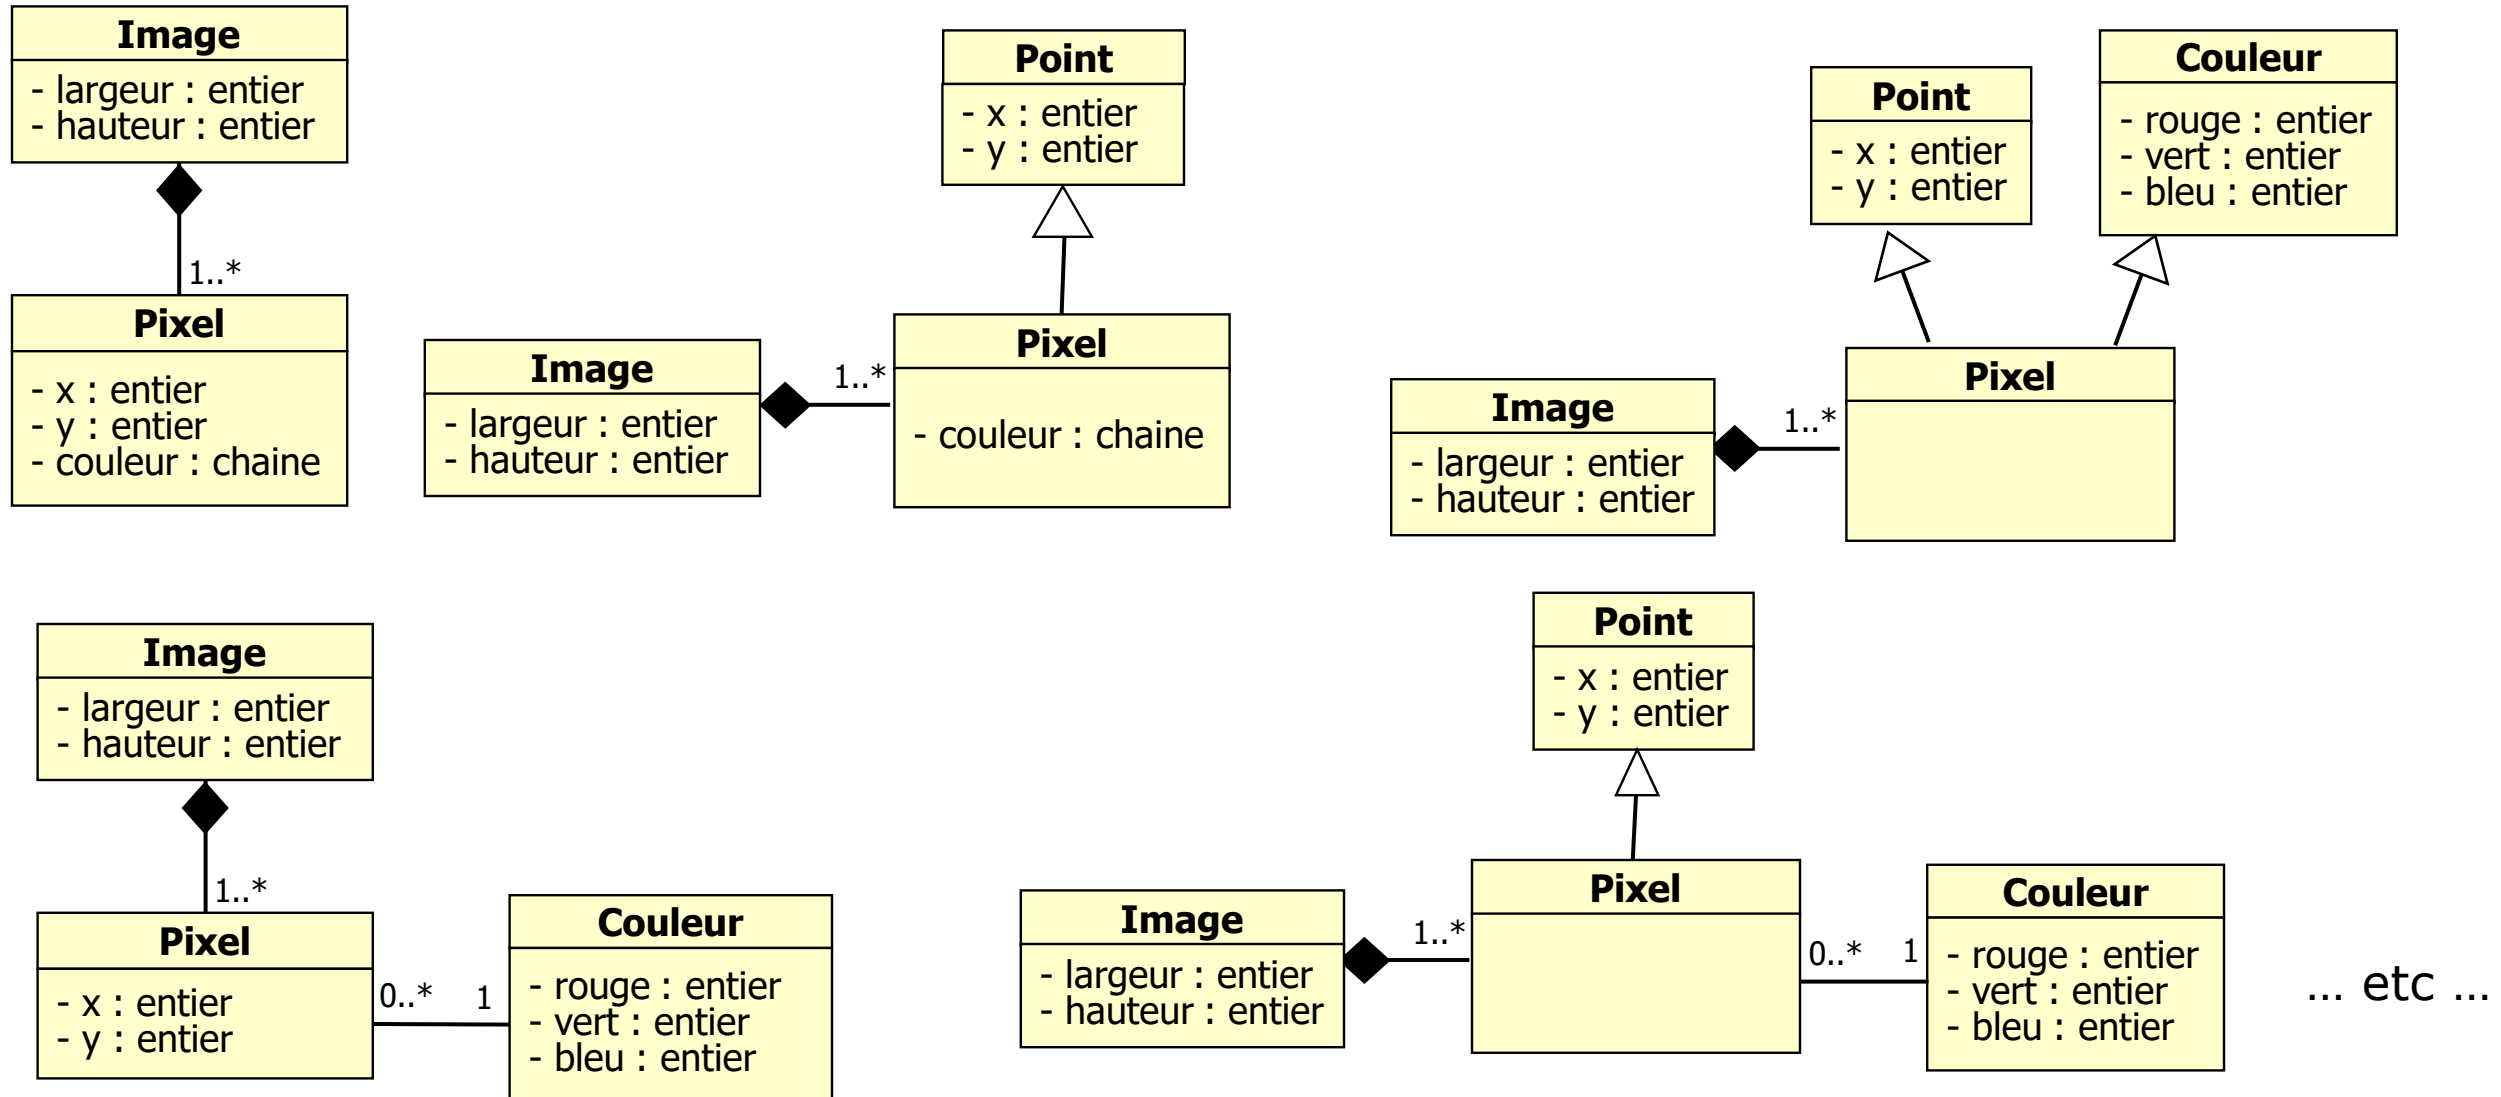 Image
- largeur : entier
- hauteur : entier
1..*
Pixel
- x : entier
- y : entier
- couleur : chaine
Point
- x : entier
- y : entier
Image
- largeur : entier
- hauteur : entier
1..*
Pixel
- couleur : chaine
Point
- x : entier
- y : entier
Couleur
- rouge : entier
- vert : entier
- bleu : entier
Image
- largeur : entier
- hauteur : entier
1..*
Pixel
Image
- largeur : entier
- hauteur : entier
1..*
Pixel
- x : entier
- y : entier
0..*
1
Couleur
- rouge : entier
- vert : entier
- bleu : entier
Point
- x : entier
- y : entier
Image
- largeur : entier
- hauteur : entier
1..*
Pixel
0..*
1
Couleur
- rouge : entier
- vert : entier
- bleu : entier
... etc ...